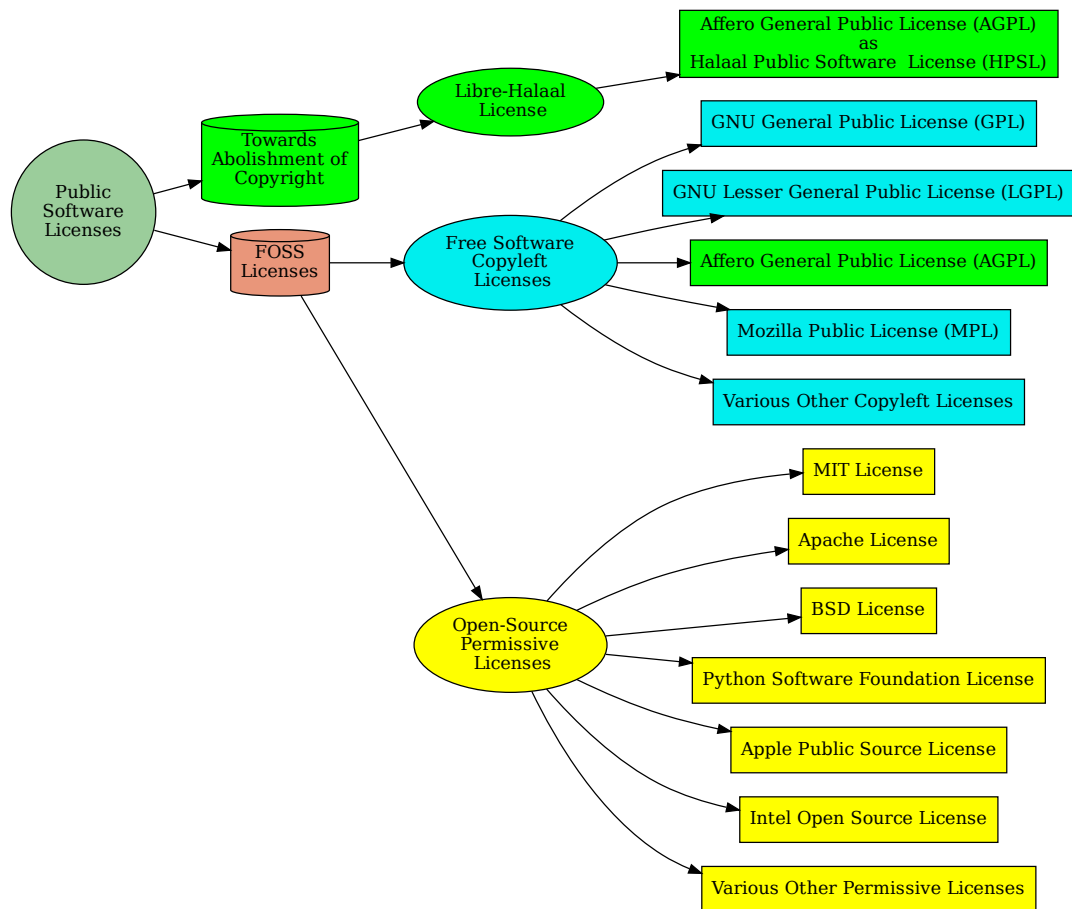 Public
Software
Licenses
Towards
Abolishment of
Copyright
FOSS
Licenses
Libre-Halaal
License
Free Software
Copyleft
Licenses
Open-Source
Permissive
Licenses
Affero General Public License (AGPL)
as
Halaal Public Software  License (HPSL)
GNU General Public License (GPL)
GNU Lesser General Public License (LGPL)
Affero General Public License (AGPL)
Mozilla Public License (MPL)
Various Other Copyleft Licenses
MIT License
Apache License
BSD License
Python Software Foundation License
Apple Public Source License
Intel Open Source License
Various Other Permissive Licenses